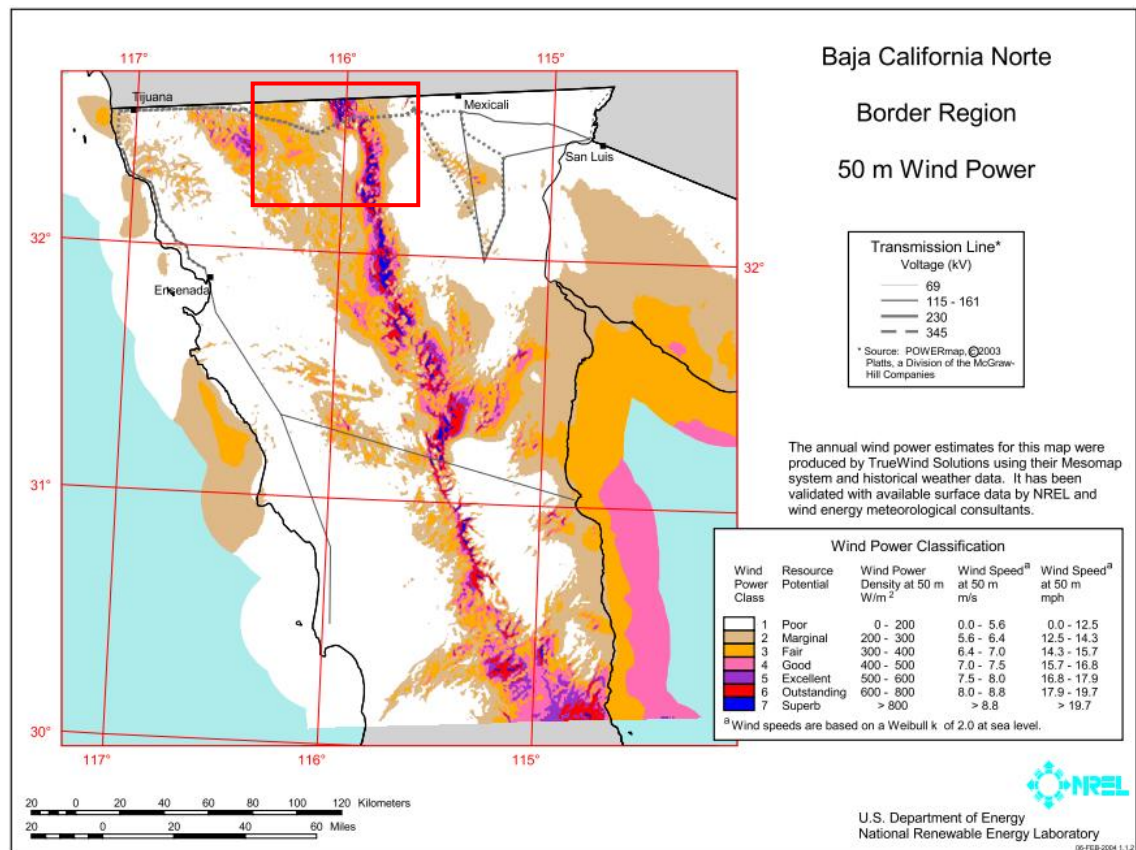 Baja California Norte
Border Region
50 m Wind Power
117°
116°
115°
Tijuana
Mexicali
San Luis
32°
32°
Ensenada
31°
30°
117°
116°
115°
Transmission Line*
Voltage (kV)
69
115 - 161
230
345
* Source: POWERmap, ©2003
Platts, a Division of the McGraw-
Hill Companies
The annual wind power estimates for this map were
produced by TrueWind Solutions using their Mesomap
system and historical weather data. It has been
validated with available surface data by NREL and
wind energy meteorological consultants.
Wind Power Classification
Wind Resource Wind Power Wind Speed a Wind Speed a
Power Potential Density at 50 m at 50 m at 50 m
Class W/m 2 m/s mph
1 Poor 0 - 200 0.0 - 5.6 0.0 - 12.5
2 Marginal 200 - 300 5.6 - 6.4 12.5 - 14.3
3 Fair 300 - 400 6.4 - 7.0 14.3 - 15.7
4 Good 400 - 500 7.0 - 7.5 15.7 - 16.8
5 Excellent 500 - 600 7.5 - 8.0 16.8 - 17.9
6 Outstanding 600 - 800 8.0 - 8.8 17.9 - 19.7
7 Superb > 800 > 8.8 > 19.7
a Wind speeds are based on a Weibull k of 2.0 at sea level.
20 0 20 40 60 80 100 120 Kilometers
20 0 20 40 60 Miles
NREL
U.S. Department of Energy
National Renewable Energy Laboratory
06-FEB-2004 1.1.2